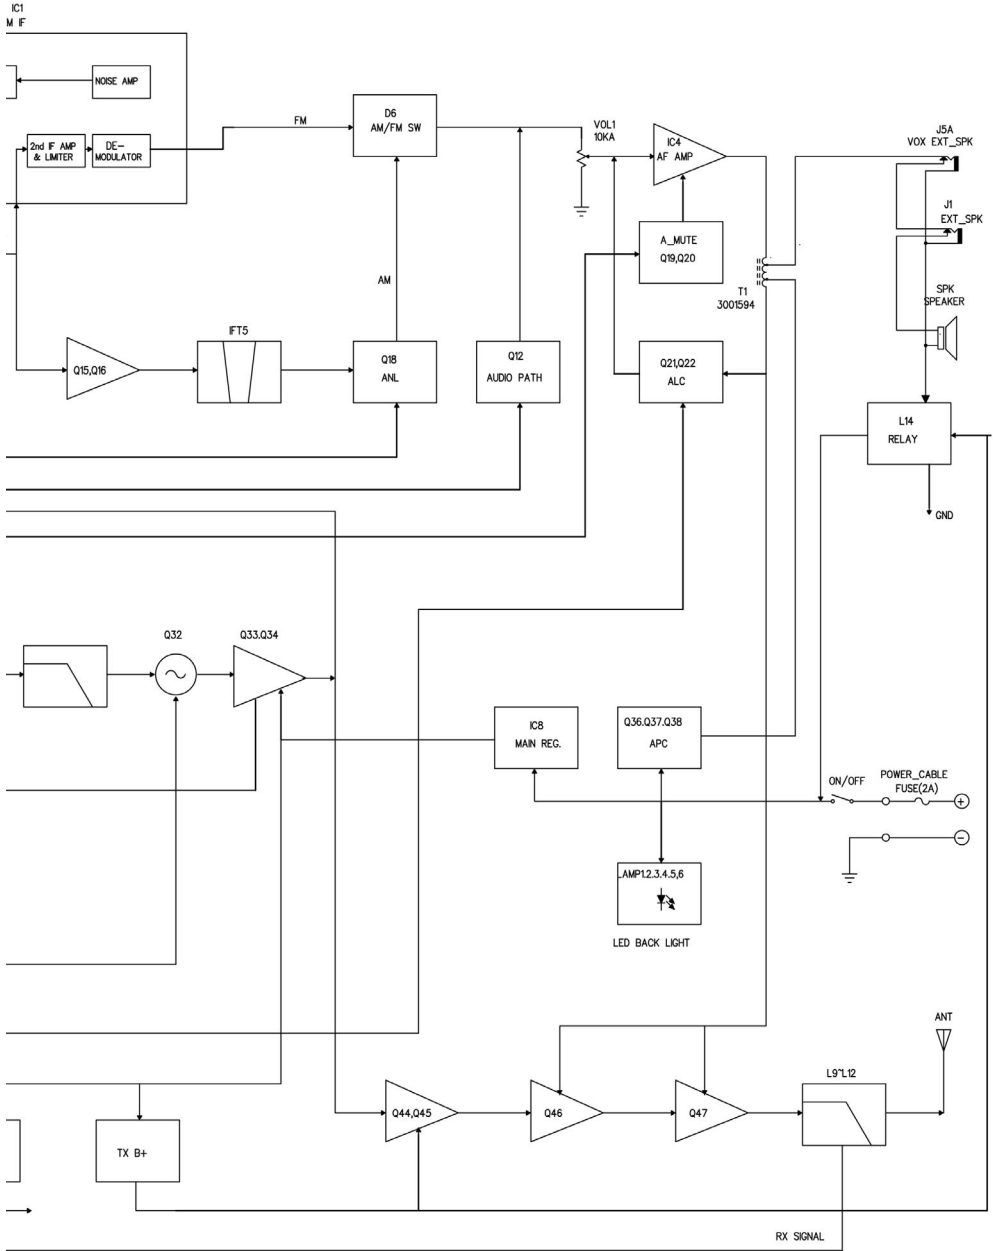 IC1
M IF
NOISE AMP
2nd IF AMP
& LIMITER
DE-
MODULATOR
FM
D6
AM/FM SW
VOL1
10KA
IC4
AF AMP
J5A
VOX EXT_SPK
J1
EXT_SPK
A_MUTE
Q19,Q20
T1
3001594
SPK
SPEAKER
AM
IFT5
Q15,Q16
Q18
ANL
Q12
AUDIO PATH
Q21,Q22
ALC
L14
RELAY
GND
Q32
Q33.Q34
IC8
MAIN REG.
Q36.Q37.Q38
APC
ON/OFF
POWER_CABLE
FUSE(2A)
+
−
_AMP1.2.3.4.5,6
LED BACK LIGHT
ANT
L9~L12
Q44,Q45
Q46
Q47
TX B+
RX SIGNAL